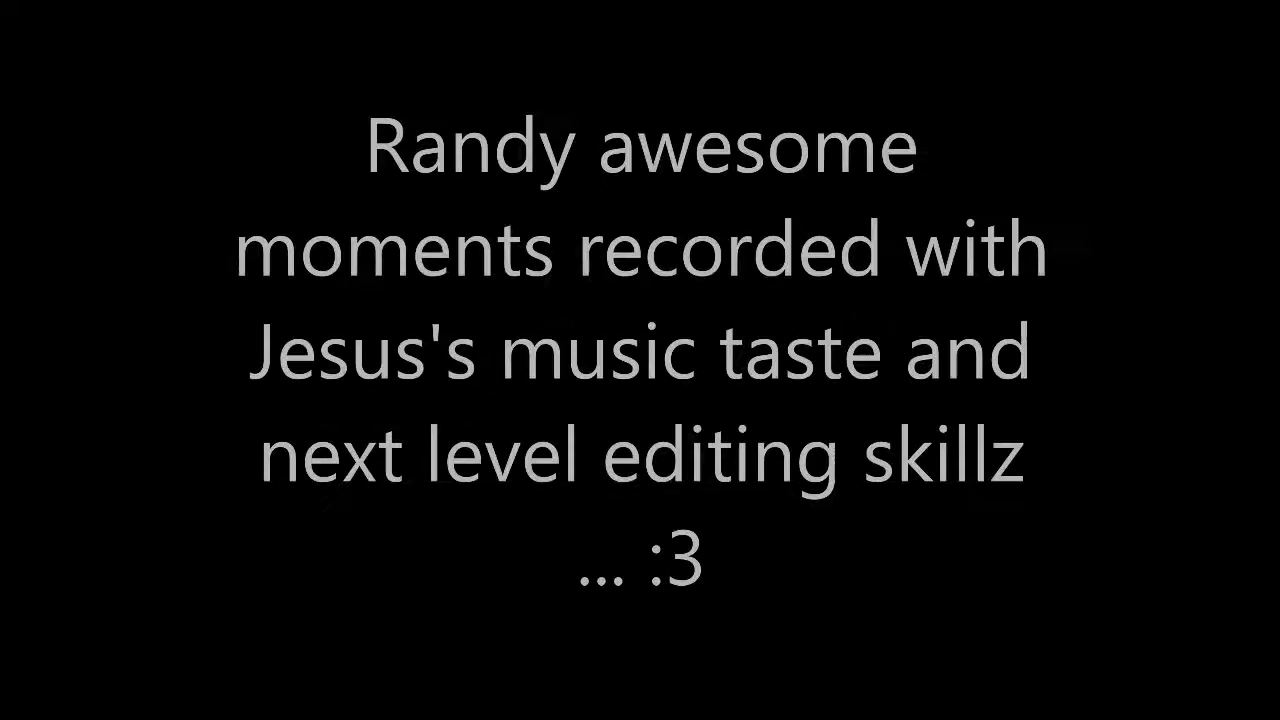 Randy awesome
moments recorded with
Jesus's music taste and
next level editing skillz
... :3